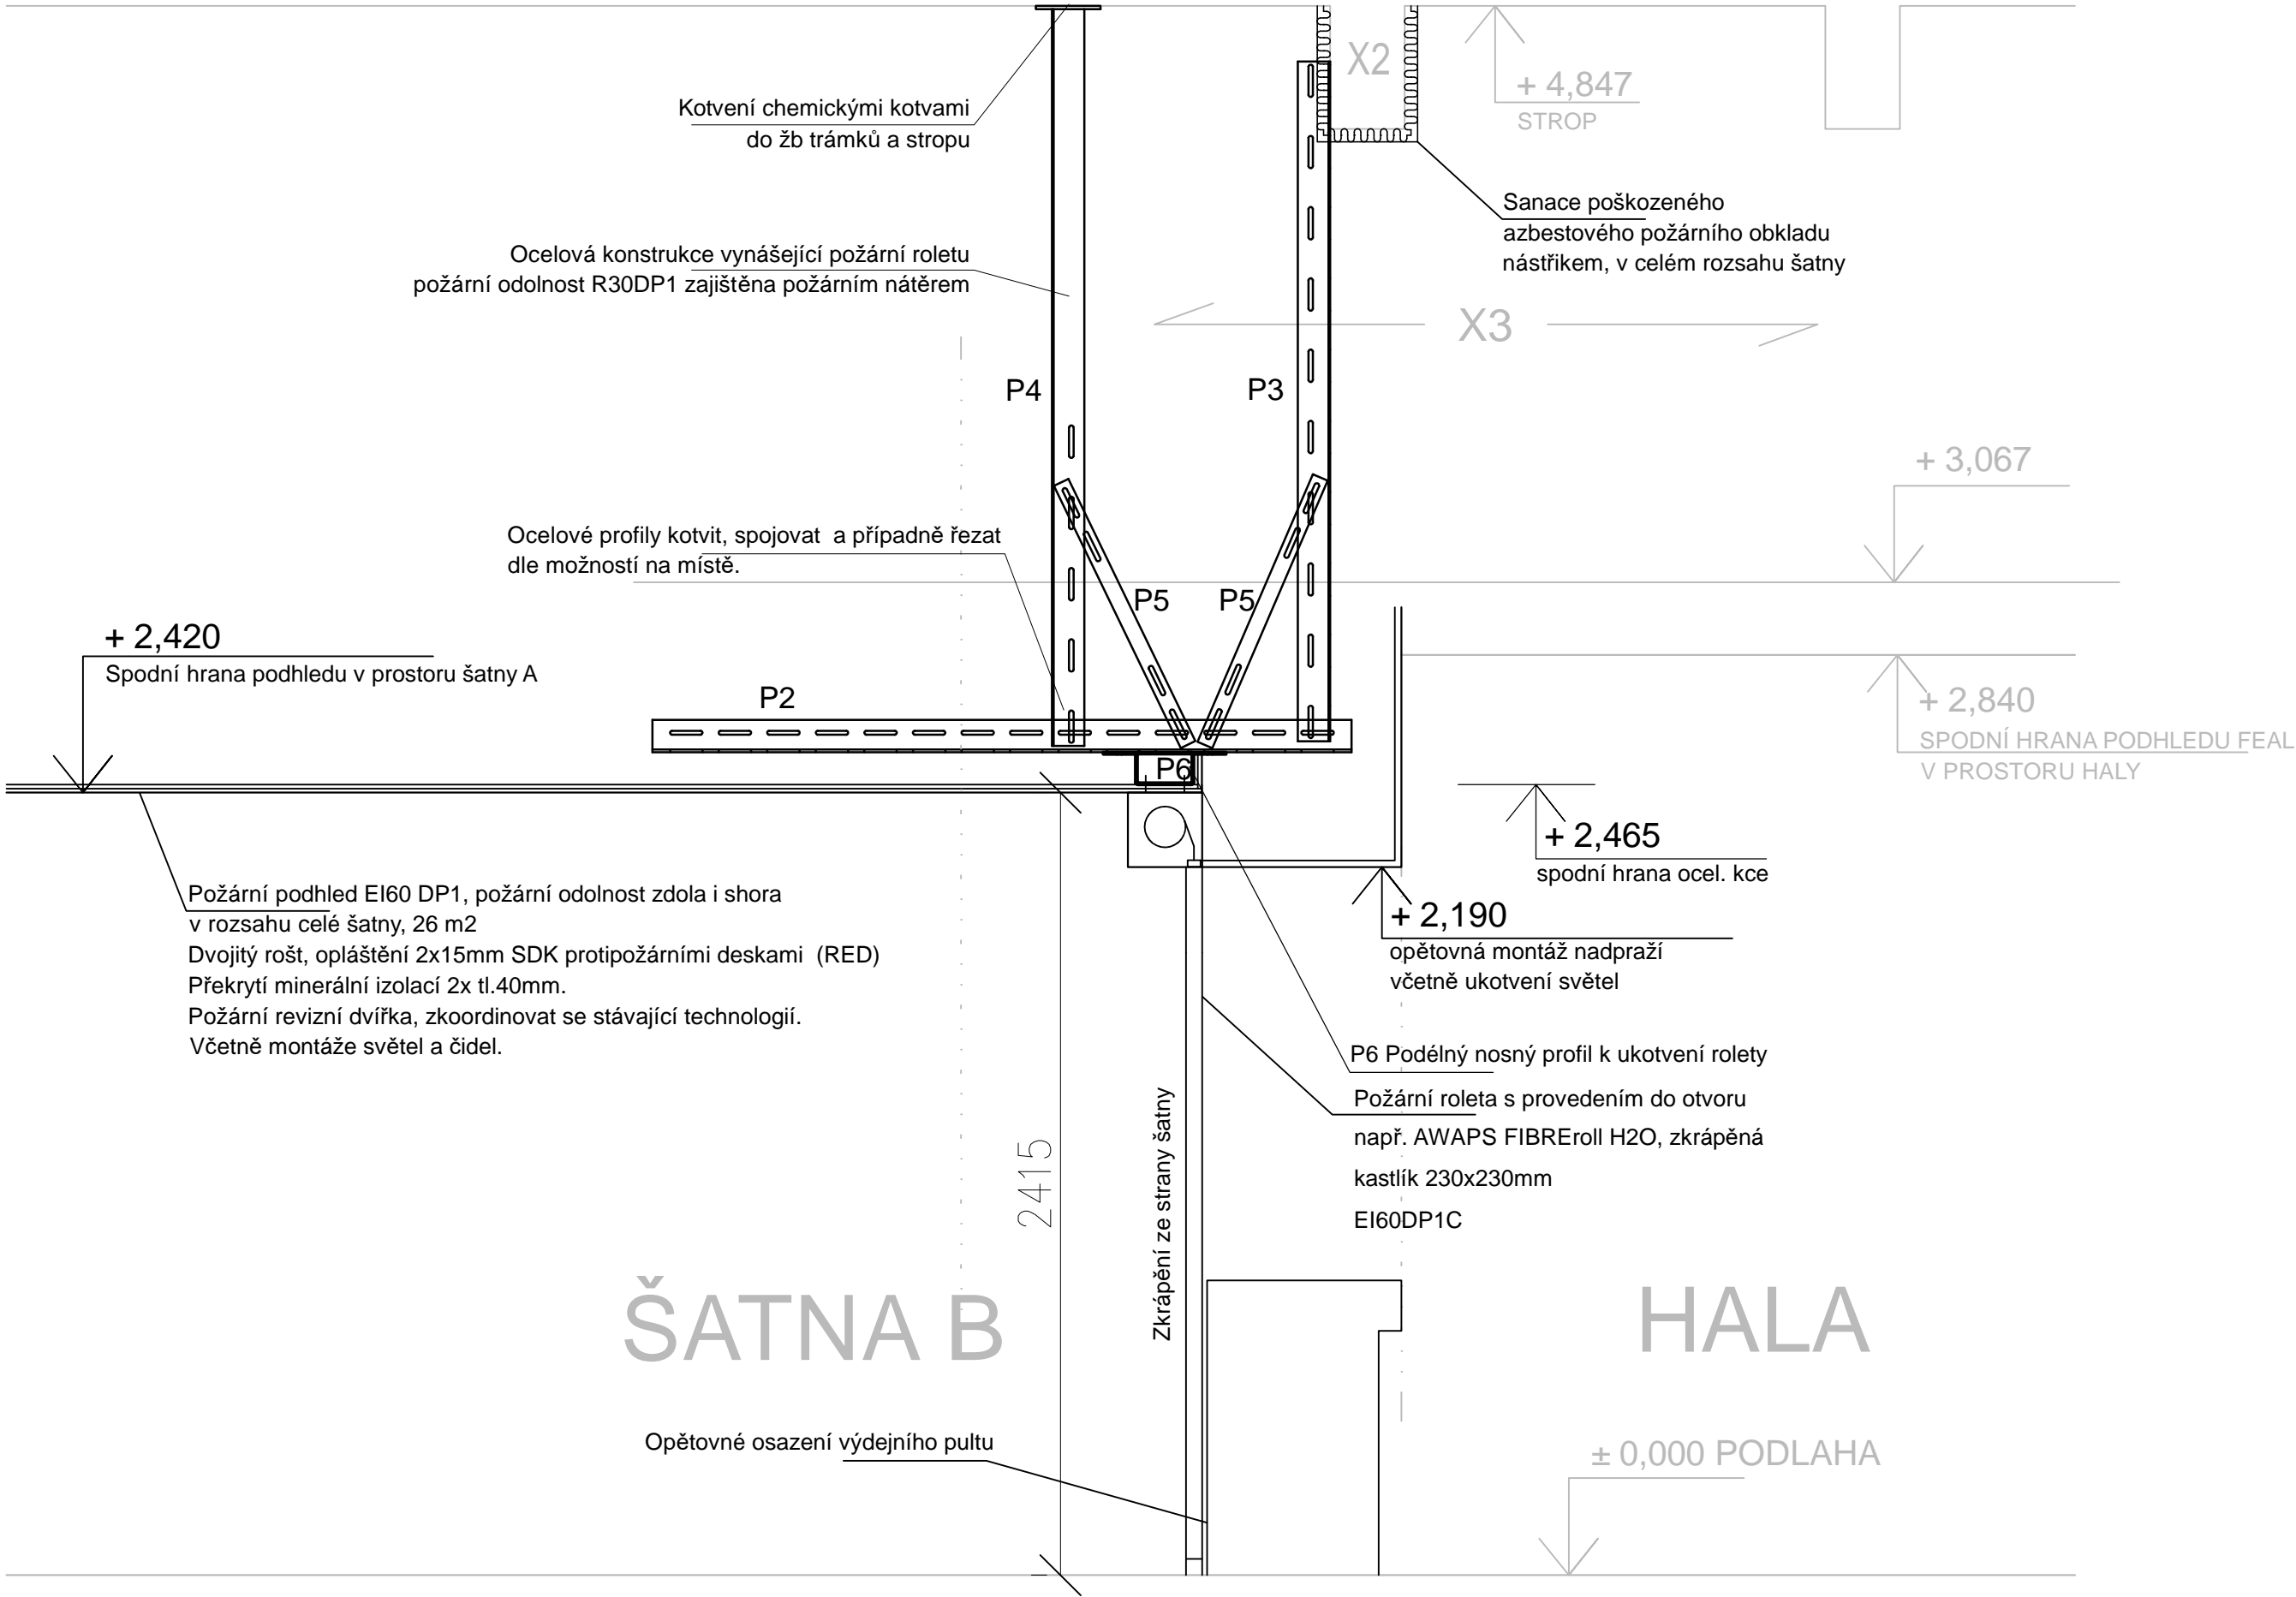 X2
+ 4,847
STROP
Kotvení chemickými kotvami
do žb trámků a stropu
Sanace poškozeného
azbestového požárního obkladu
nástřikem, v celém rozsahu šatny
Ocelová konstrukce vynášející požární roletu
požární odolnost R30DP1 zajištěna požárním nátěrem
X3
P4
P3
+ 3,067
Ocelové profily kotvit, spojovat  a případně řezat
dle možností na místě.
P5
P5
+ 2,420
Spodní hrana podhledu v prostoru šatny A
P2
+ 2,840
SPODNÍ HRANA PODHLEDU FEAL
V PROSTORU HALY
P6
+ 2,465
spodní hrana ocel. kce
Požární podhled EI60 DP1, požární odolnost zdola i shora
v rozsahu celé šatny, 26 m2
Dvojitý rošt, opláštění 2x15mm SDK protipožárními deskami  (RED)
Překrytí minerální izolací 2x tl.40mm.
Požární revizní dvířka, zkoordinovat se stávající technologií.
Včetně montáže světel a čidel.
+ 2,190
opětovná montáž nadpraží
včetně ukotvení světel
P6 Podélný nosný profil k ukotvení rolety
Požární roleta s provedením do otvoru
např. AWAPS FIBREroll H2O, zkrápěná
kastlík 230x230mm
EI60DP1C
2415
Zkrápění ze strany šatny
ŠATNA B
HALA
Opětovné osazení výdejního pultu
± 0,000 PODLAHA